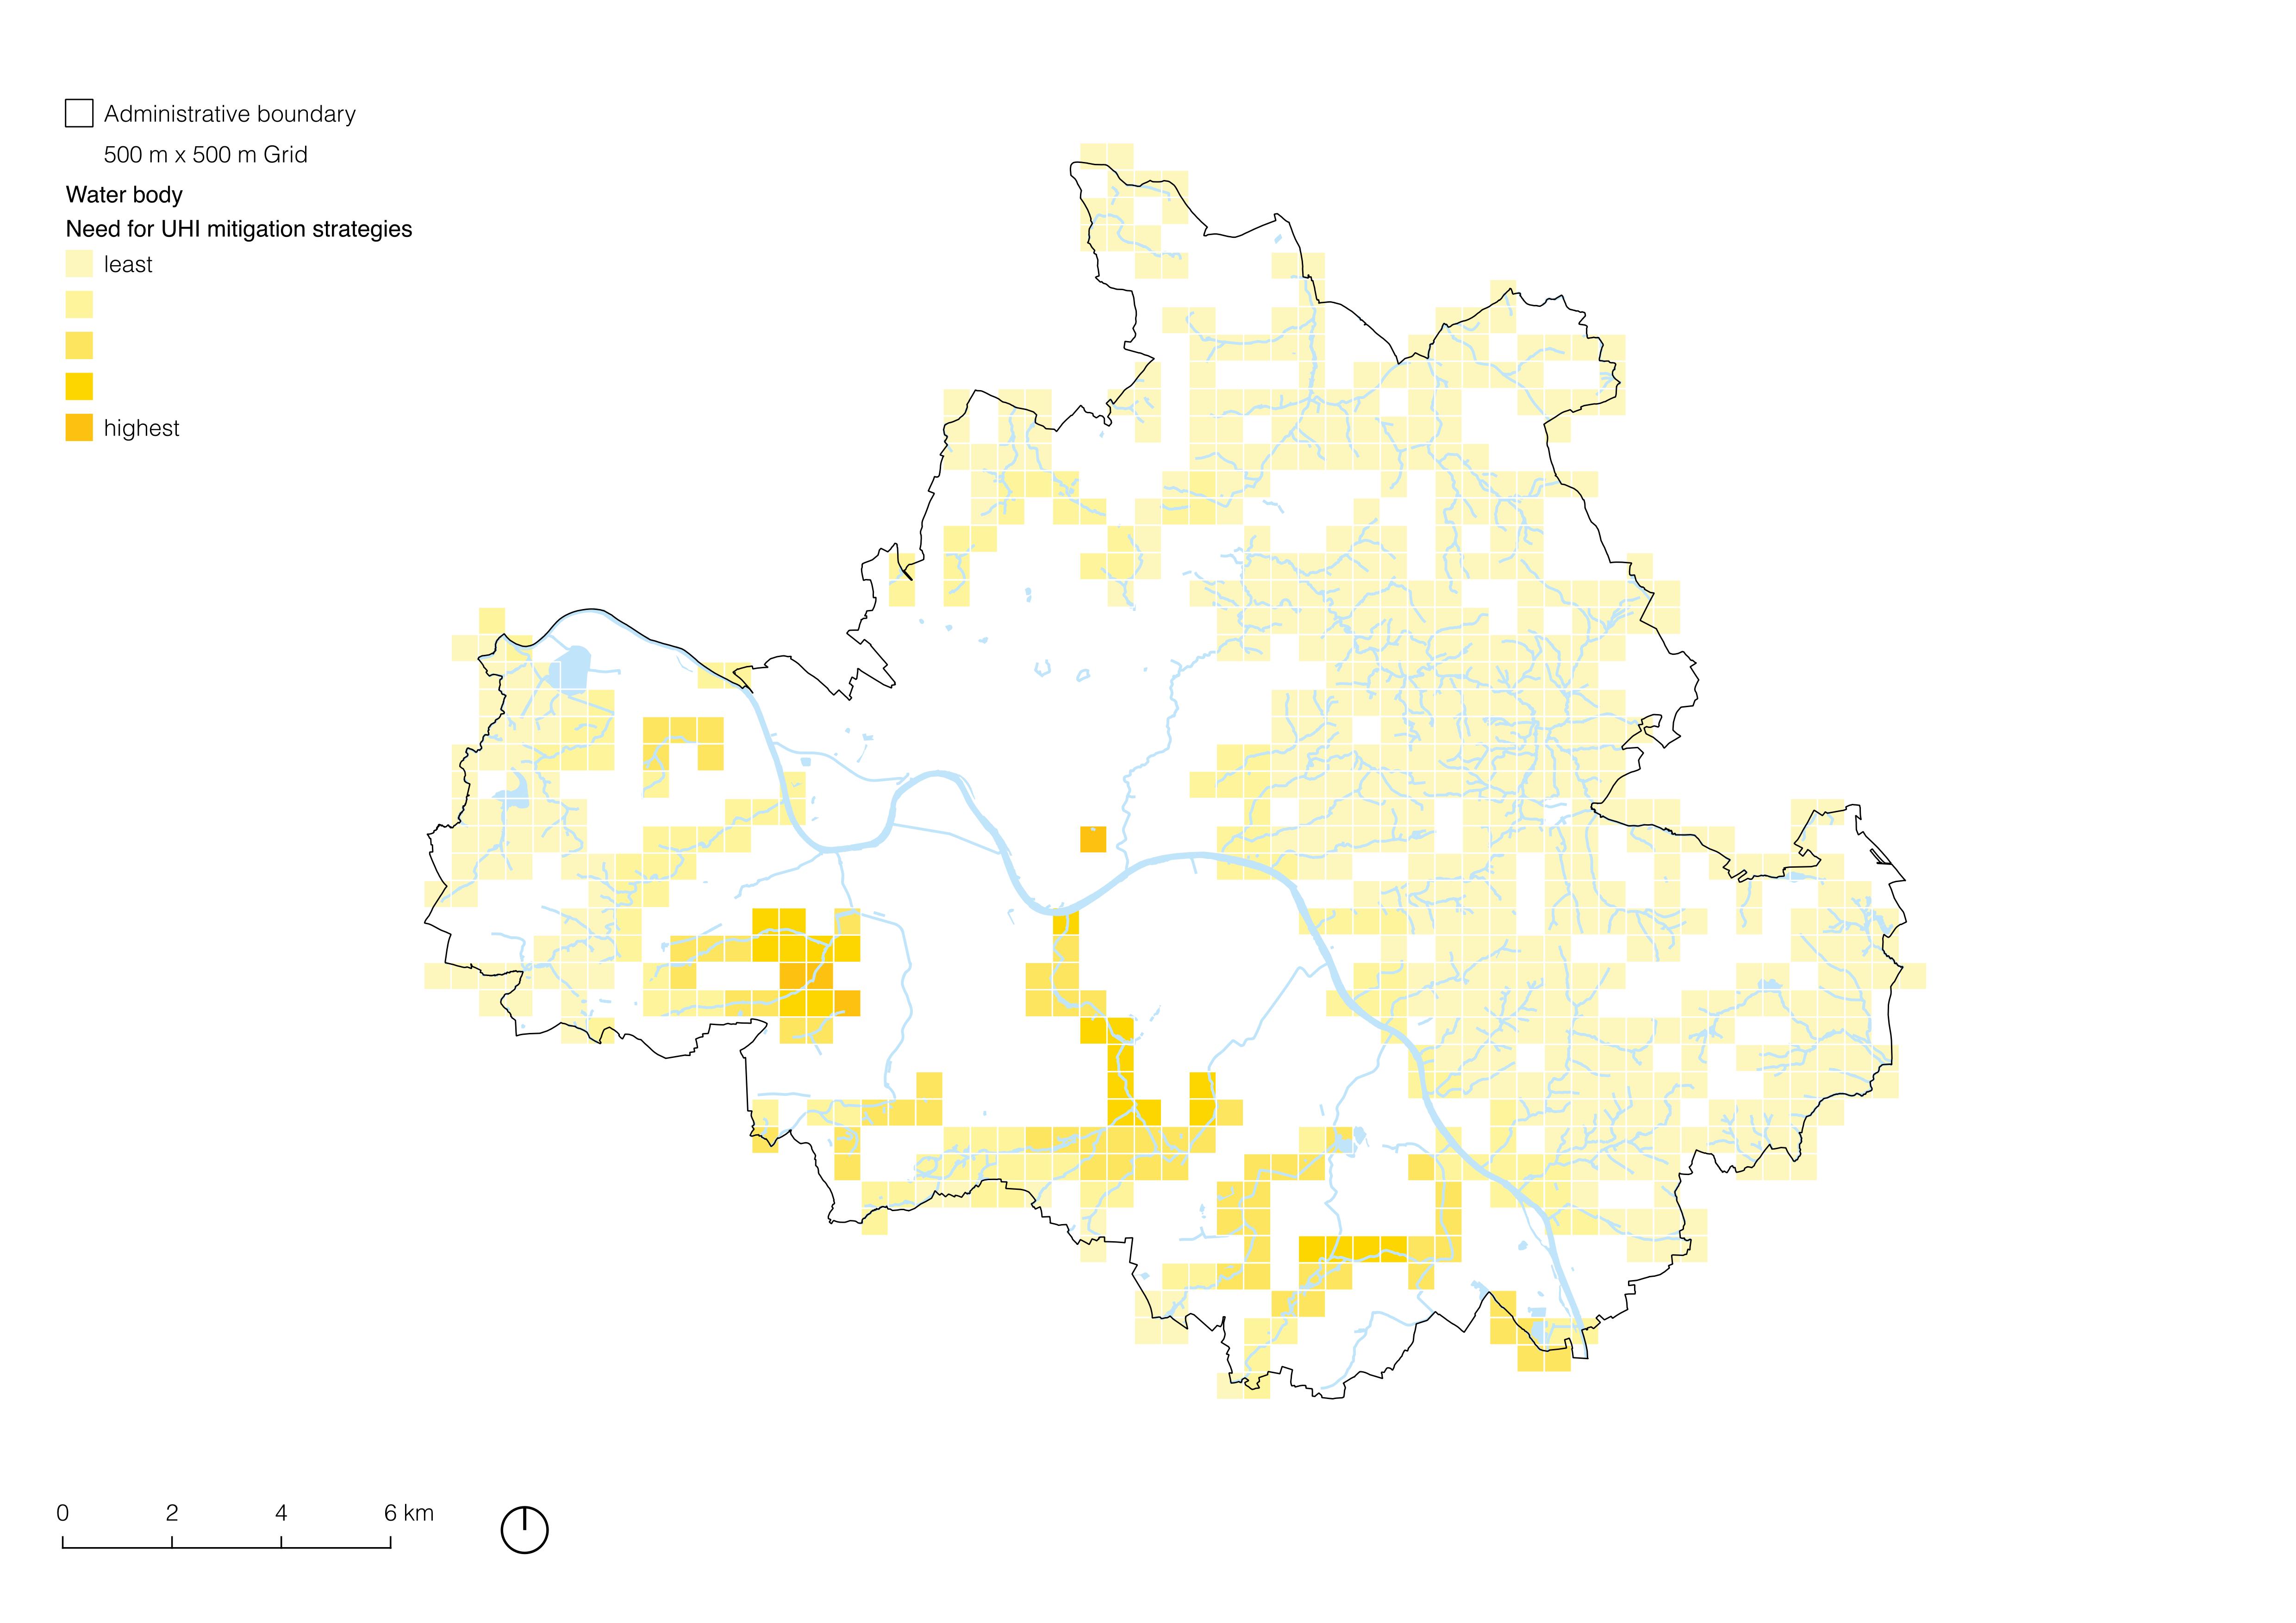 Administrative boundary
500 m x 500 m Grid
Water body
Need for UHI mitigation strategies
least
highest
0 2 4 6 km